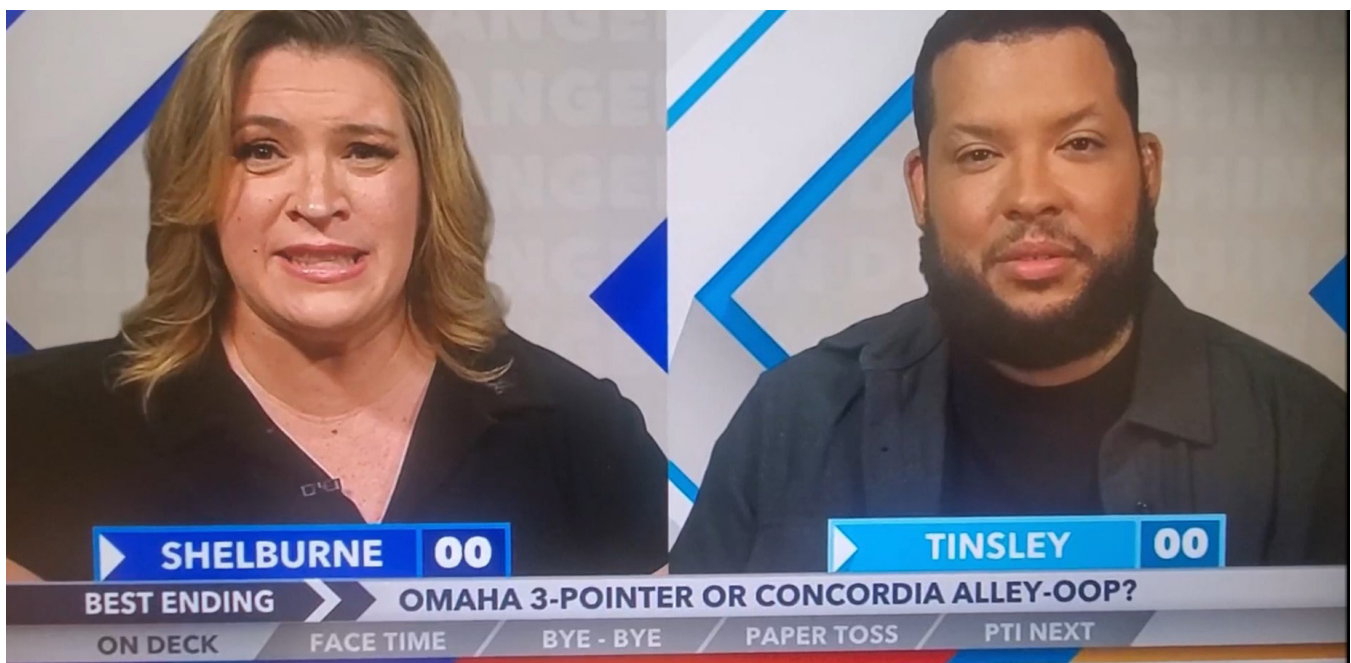 SHELBURNE 00
TINSLEY 00
BEST ENDING OMAHA 3-POINTER OR CONCORDIA ALLEY-OOP?
ON DECK FACE TIME BYE - BYE PAPER TOSS PTI NEXT